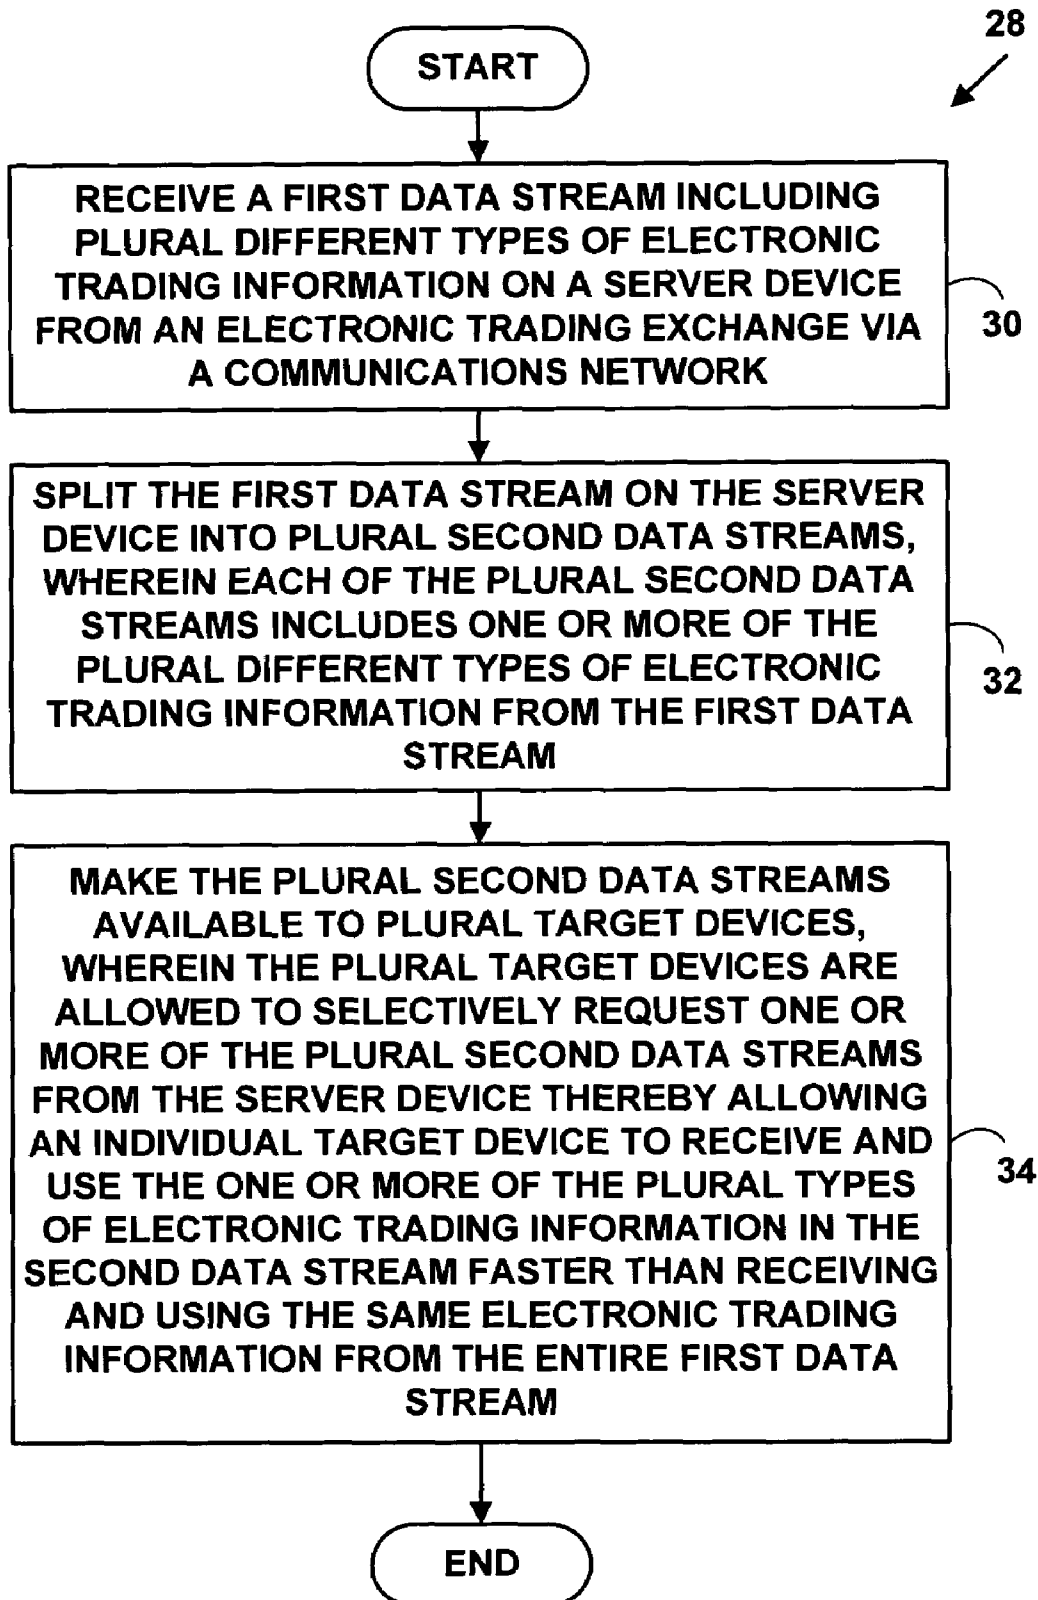 28
START
RECEIVE A FIRST DATA STREAM INCLUDING
PLURAL DIFFERENT TYPES OF ELECTRONIC
TRADING INFORMATION ON A SERVER DEVICE
FROM AN ELECTRONIC TRADING EXCHANGE VIA
A COMMUNICATIONS NETWORK
30
SPLIT THE FIRST DATA STREAM ON THE SERVER
DEVICE INTO PLURAL SECOND DATA STREAMS,
WHEREIN EACH OF THE PLURAL SECOND DATA
STREAMS INCLUDES ONE OR MORE OF THE
PLURAL DIFFERENT TYPES OF ELECTRONIC
TRADING INFORMATION FROM THE FIRST DATA
STREAM
32
MAKE THE PLURAL SECOND DATA STREAMS
AVAILABLE TO PLURAL TARGET DEVICES,
WHEREIN THE PLURAL TARGET DEVICES ARE
ALLOWED TO SELECTIVELY REQUEST ONE OR
MORE OF THE PLURAL SECOND DATA STREAMS
FROM THE SERVER DEVICE THEREBY ALLOWING
AN INDIVIDUAL TARGET DEVICE TO RECEIVE AND
USE THE ONE OR MORE OF THE PLURAL TYPES
OF ELECTRONIC TRADING INFORMATION IN THE
SECOND DATA STREAM FASTER THAN RECEIVING
AND USING THE SAME ELECTRONIC TRADING
INFORMATION FROM THE ENTIRE FIRST DATA
STREAM
34
END